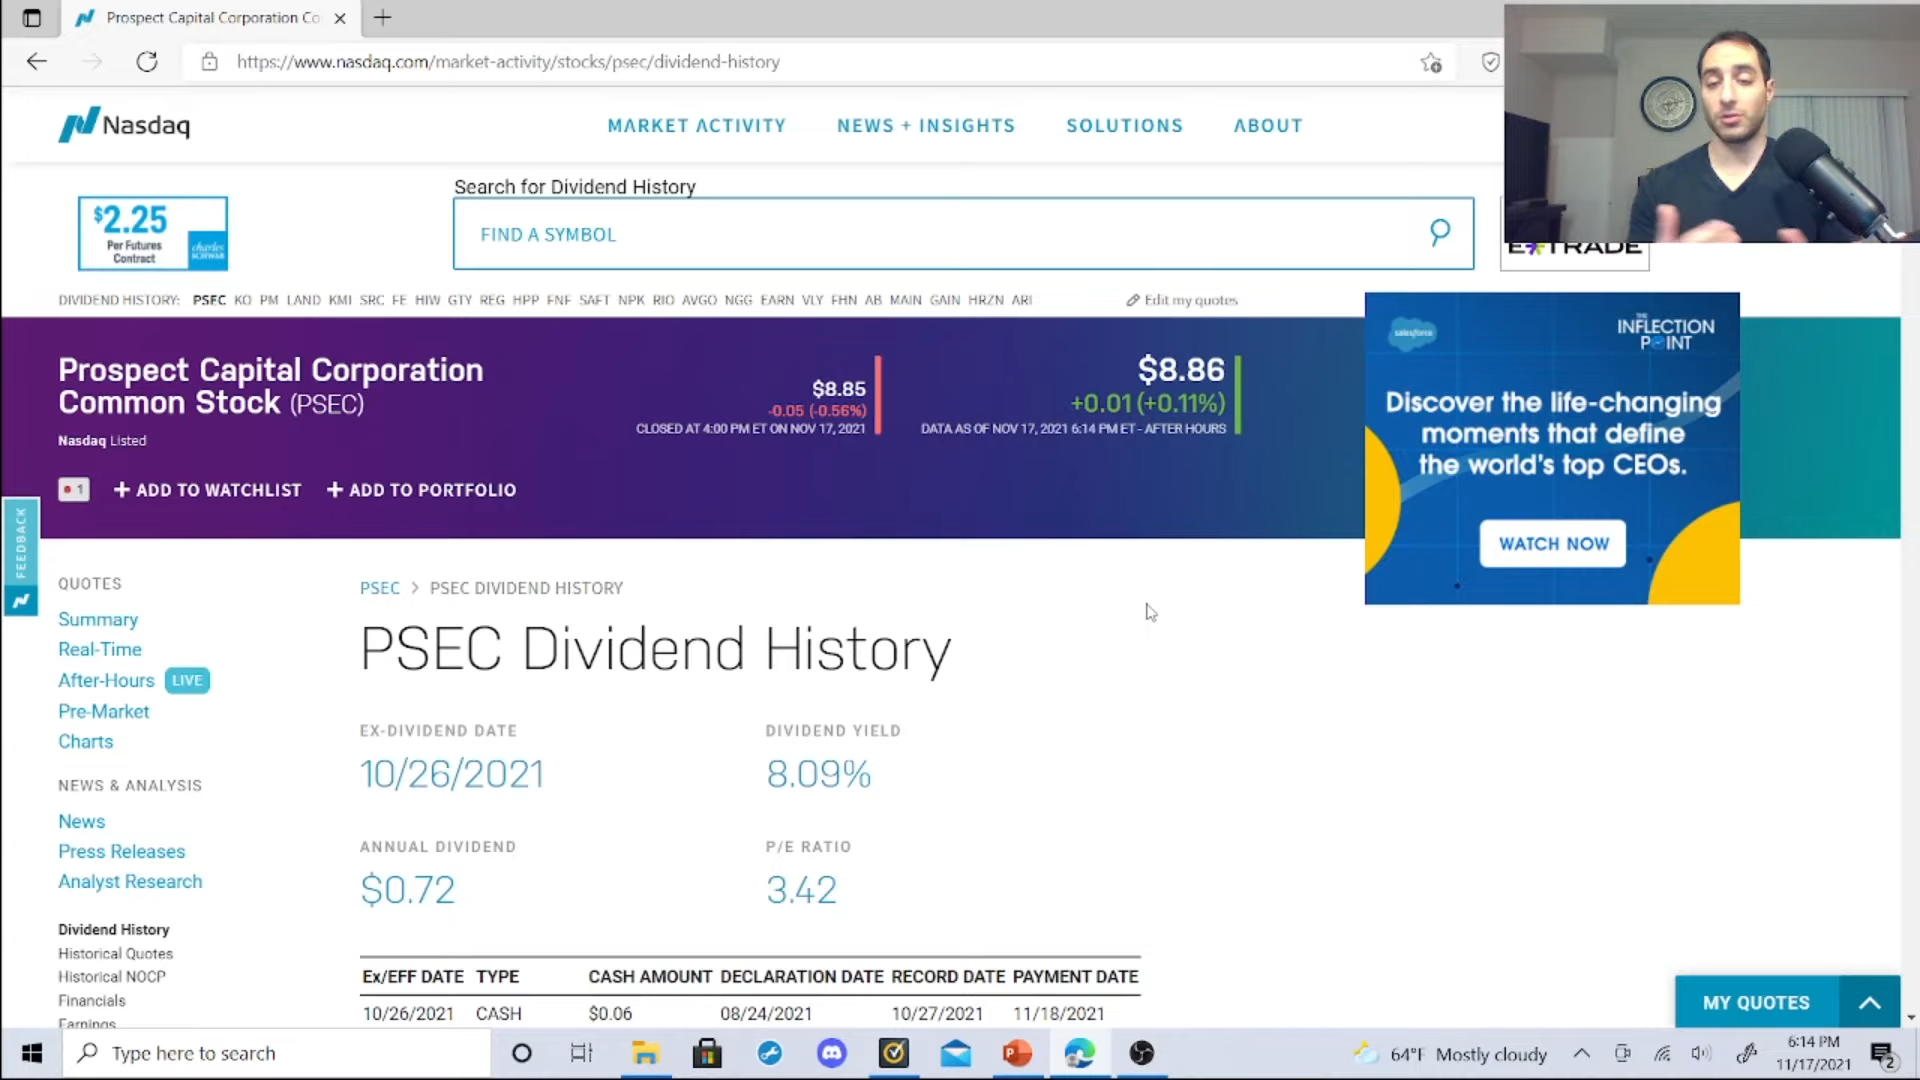 Prospect Capital Corporation Co
https://www.nasdaq.com/market-activity/stocks/psec/dividend-history
Nasdaq
MARKET ACTIVITY NEWS + INSIGHTS SOLUTIONS ABOUT
Search for Dividend History
FIND A SYMBOL
$2.25
Per Futures
Contract
charles
SCHWAB
E*TRADE
DIVIDEND HISTORY: PSEC KO PM LAND KMI SRC FE HIW GTY REG HPP FNF SAFT NPK RIO AVGO NGG EARN VLY FHN AB MAIN GAIN HRZN ARI
Edit my quotes
Prospect Capital Corporation
Common Stock (PSEC)
Nasdaq Listed
$8.85
-0.05 (-0.56%)
CLOSED AT 4:00 PM ET ON NOV 17, 2021
$8.86
+0.01 (+0.11%)
DATA AS OF NOV 17, 2021 6:14 PM ET - AFTER HOURS
1
+ ADD TO WATCHLIST + ADD TO PORTFOLIO
salesforce
THE
INFLECTION
POINT
Discover the life-changing
moments that define
the world's top CEOs.
WATCH NOW
FEEDBACK
QUOTES
Summary
Real-Time
After-Hours LIVE
Pre-Market
Charts
NEWS & ANALYSIS
News
Press Releases
Analyst Research
Dividend History
Historical Quotes
Historical NOCP
Financials
Earnings
PSEC > PSEC DIVIDEND HISTORY
PSEC Dividend History
EX-DIVIDEND DATE DIVIDEND YIELD
10/26/2021 8.09%
ANNUAL DIVIDEND P/E RATIO
$0.72 3.42
Ex/EFF DATE TYPE CASH AMOUNT DECLARATION DATE RECORD DATE PAYMENT DATE
10/26/2021 CASH $0.06 08/24/2021 10/27/2021 11/18/2021
MY QUOTES
Type here to search
64°F Mostly cloudy
6:14 PM
11/17/2021
2